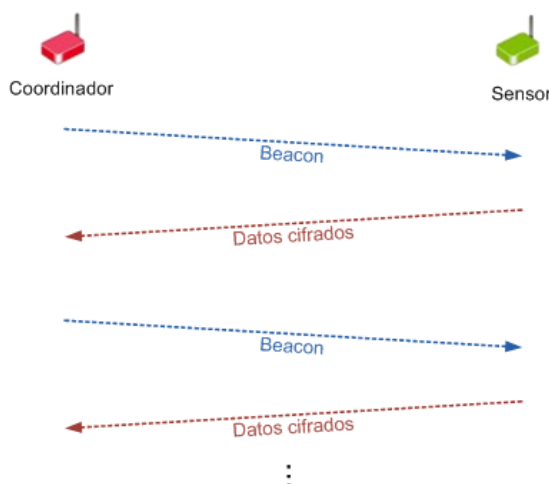 Coordinador
Sensor
Beacon
Datos cifrados
Beacon
Datos cifrados